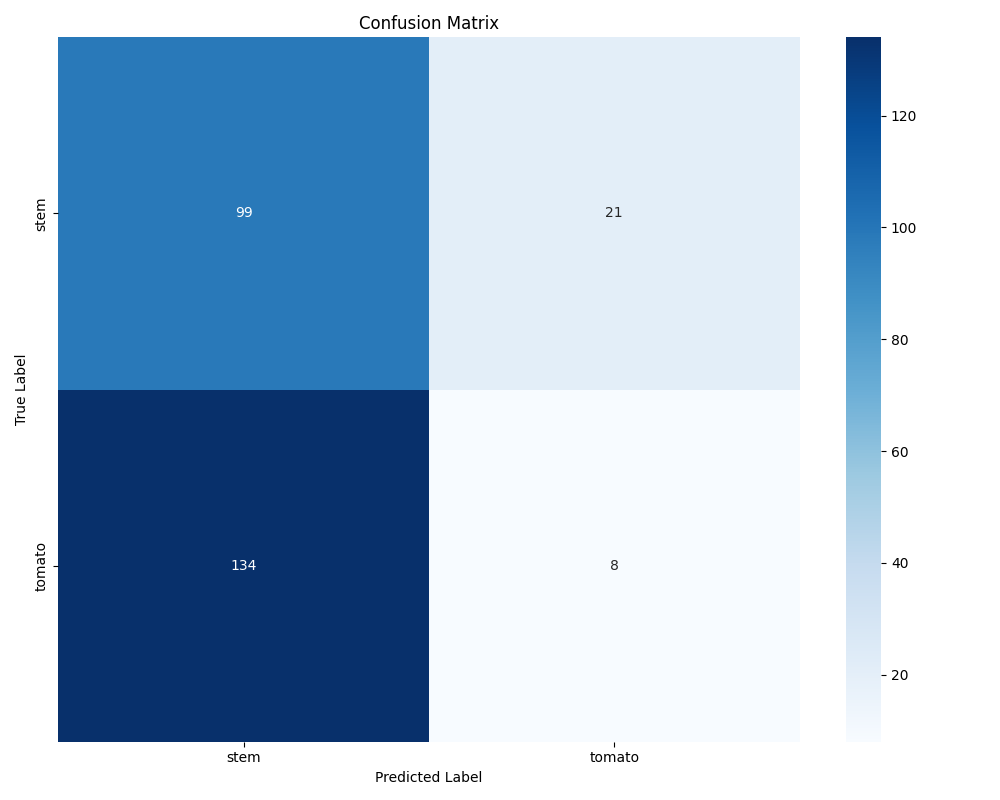 Confusion Matrix
stem
99
21
tomato
134
8
True Label
stem
tomato
Predicted Label
120
100
80
60
40
20